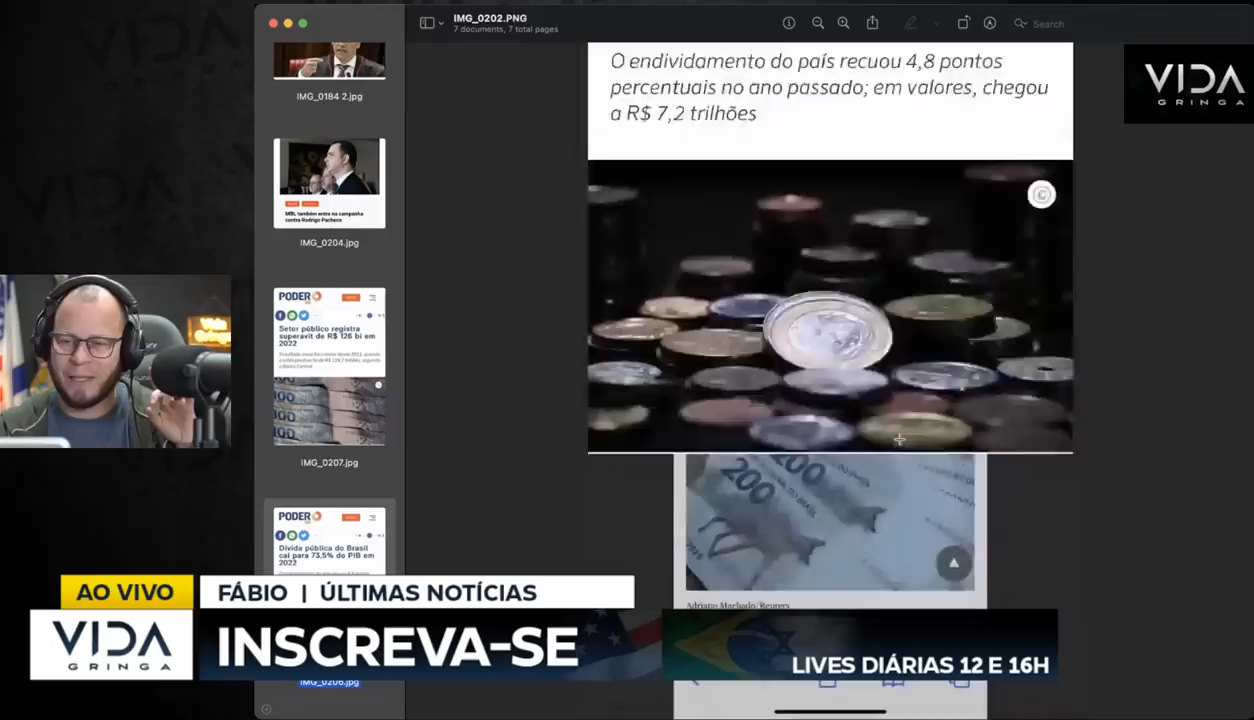 IMG_0202.PNG
7 documents, 7 total pages
Search
IMG_0184 2.jpg
MBL também entra na campanha
contra Rodrigo Pacheco
IMG_0204.jpg
PODER
Setor público registra
superavit de R$ 126 bi em
2022
IMG_0207.jpg
PODER
Dívida pública do Brasil
cai para 73,5% do PIB em
2022
IMG_0206.jpg
O endividamento do país recuou 4,8 pontos
percentuais no ano passado; em valores, chegou
a R$ 7,2 trilhões
200
200
Adriano Machado/Reuters
VIDA
GRINGA
AO VIVO
FÁBIO | ÚLTIMAS NOTÍCIAS
VIDA
GRINGA
INSCREVA-SE
LIVES DIÁRIAS 12 E 16H